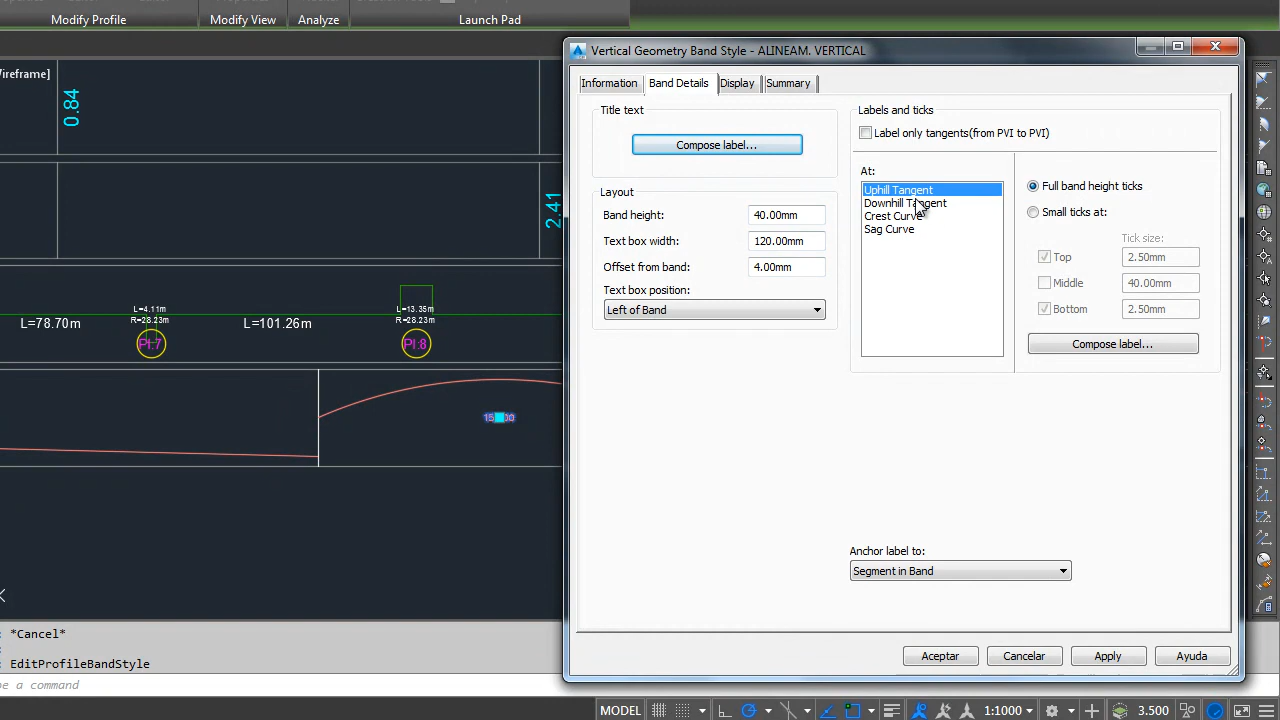 Modify Profile
Modify View
Analyze
Launch Pad
Vertical Geometry Band Style - ALINEAM. VERTICAL
ireframe]
Information
Band Details
Display
Summary
0.84
2.41
Title text
Compose label...
Layout
Band height:
40.00mm
Text box width:
120.00mm
Offset from band:
4.00mm
Text box position:
Left of Band
Labels and ticks
Label only tangents(from PVI to PVI)
At:
Uphill Tangent
Downhill Tangent
Crest Curve
Sag Curve
Full band height ticks
Small ticks at:
Tick size:
Top
2.50mm
Middle
40.00mm
Bottom
2.50mm
Compose label...
Anchor label to:
Segment in Band
L=78.70m
L=4.11m
R=28.23m
PI:7
L=101.26m
L=13.35m
R=28.23m
PI:8
*Cancel*
:
: EditProfileBandStyle
pe a command
Aceptar
Cancelar
Apply
Ayuda
MODEL
1:1000
3.500